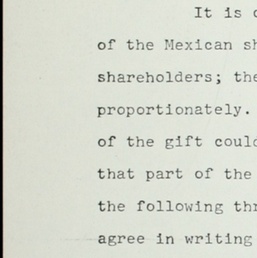 It is
of the Mexican sh
shareholders; the
proportionately.
of the gift could
that part of the
the following thr
agree in writing